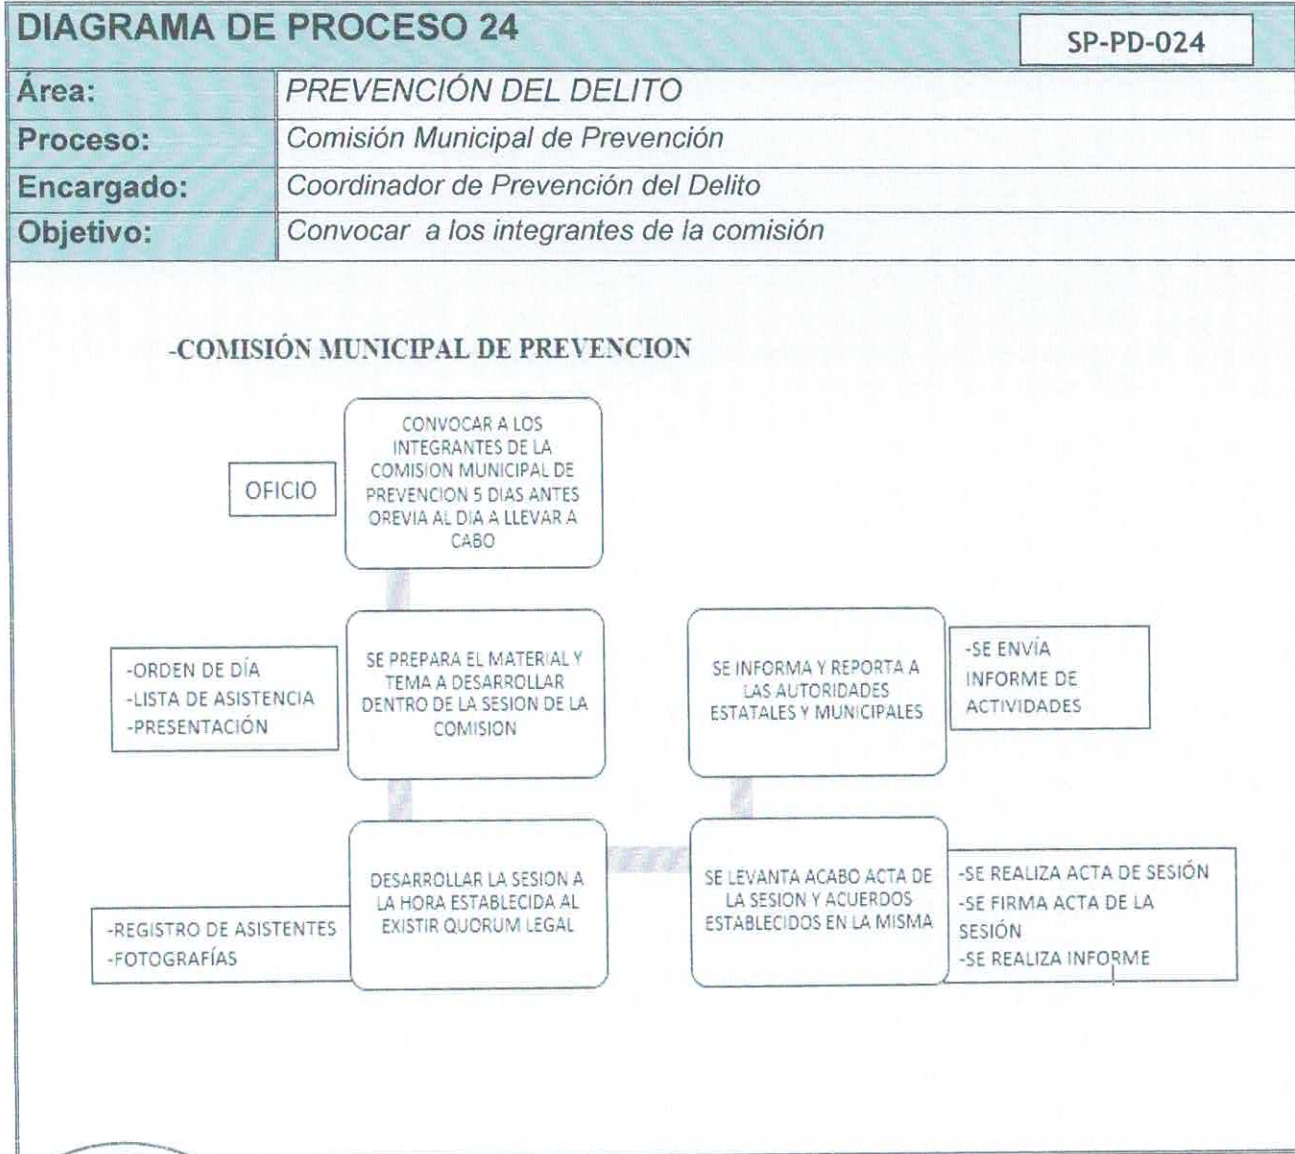 DIAGRAMA DE PROCESO 24
SP-PD-024
Área: PREVENCIÓN DEL DELITO
Proceso: Comisión Municipal de Prevención
Encargado: Coordinador de Prevención del Delito
Objetivo: Convocar a los integrantes de la comisión
-COMISIÓN MUNICIPAL DE PREVENCION
OFICIO
CONVOCAR A LOS
INTEGRANTES DE LA
COMISION MUNICIPAL DE
PREVENCION 5 DIAS ANTES
OREVIA AL DIA A LLEVAR A
CABO
-ORDEN DE DÍA
-LISTA DE ASISTENCIA
-PRESENTACIÓN
SE PREPARA EL MATERIAL Y
TEMA A DESARROLLAR
DENTRO DE LA SESION DE LA
COMISION
-REGISTRO DE ASISTENTES
-FOTOGRAFÍAS
DESARROLLAR LA SESION A
LA HORA ESTABLECIDA AL
EXISTIR QUORUM LEGAL
SE LEVANTA ACABO ACTA DE
LA SESION Y ACUERDOS
ESTABLECIDOS EN LA MISMA
-SE REALIZA ACTA DE SESIÓN
-SE FIRMA ACTA DE LA
SESIÓN
-SE REALIZA INFORME
SE INFORMA Y REPORTA A
LAS AUTORIDADES
ESTATALES Y MUNICIPALES
-SE ENVÍA
INFORME DE
ACTIVIDADES